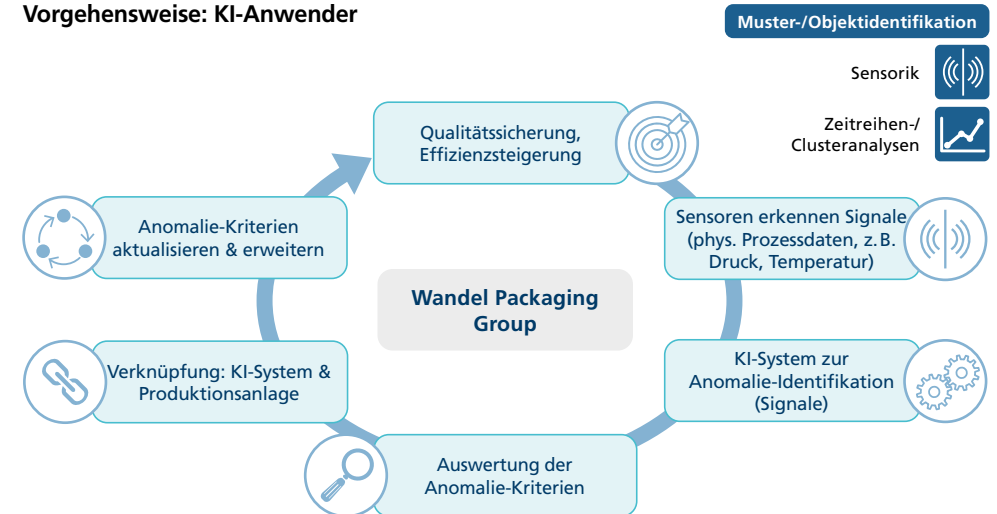 Vorgehensweise: KI-Anwender
Muster-/Objektidentifikation
Sensorik
Zeitreihen-/
Clusteranalysen
Qualitätssicherung,
Effizienzsteigerung
Sensoren erkennen Signale
(phys. Prozessdaten, z.B.
Druck, Temperatur)
KI-System zur
Anomalie-Identifikation
(Signale)
Auswertung der
Anomalie-Kriterien
Verknüpfung: KI-System &
Produktionsanlage
Anomalie-Kriterien
aktualisieren & erweitern
Wandel Packaging
Group